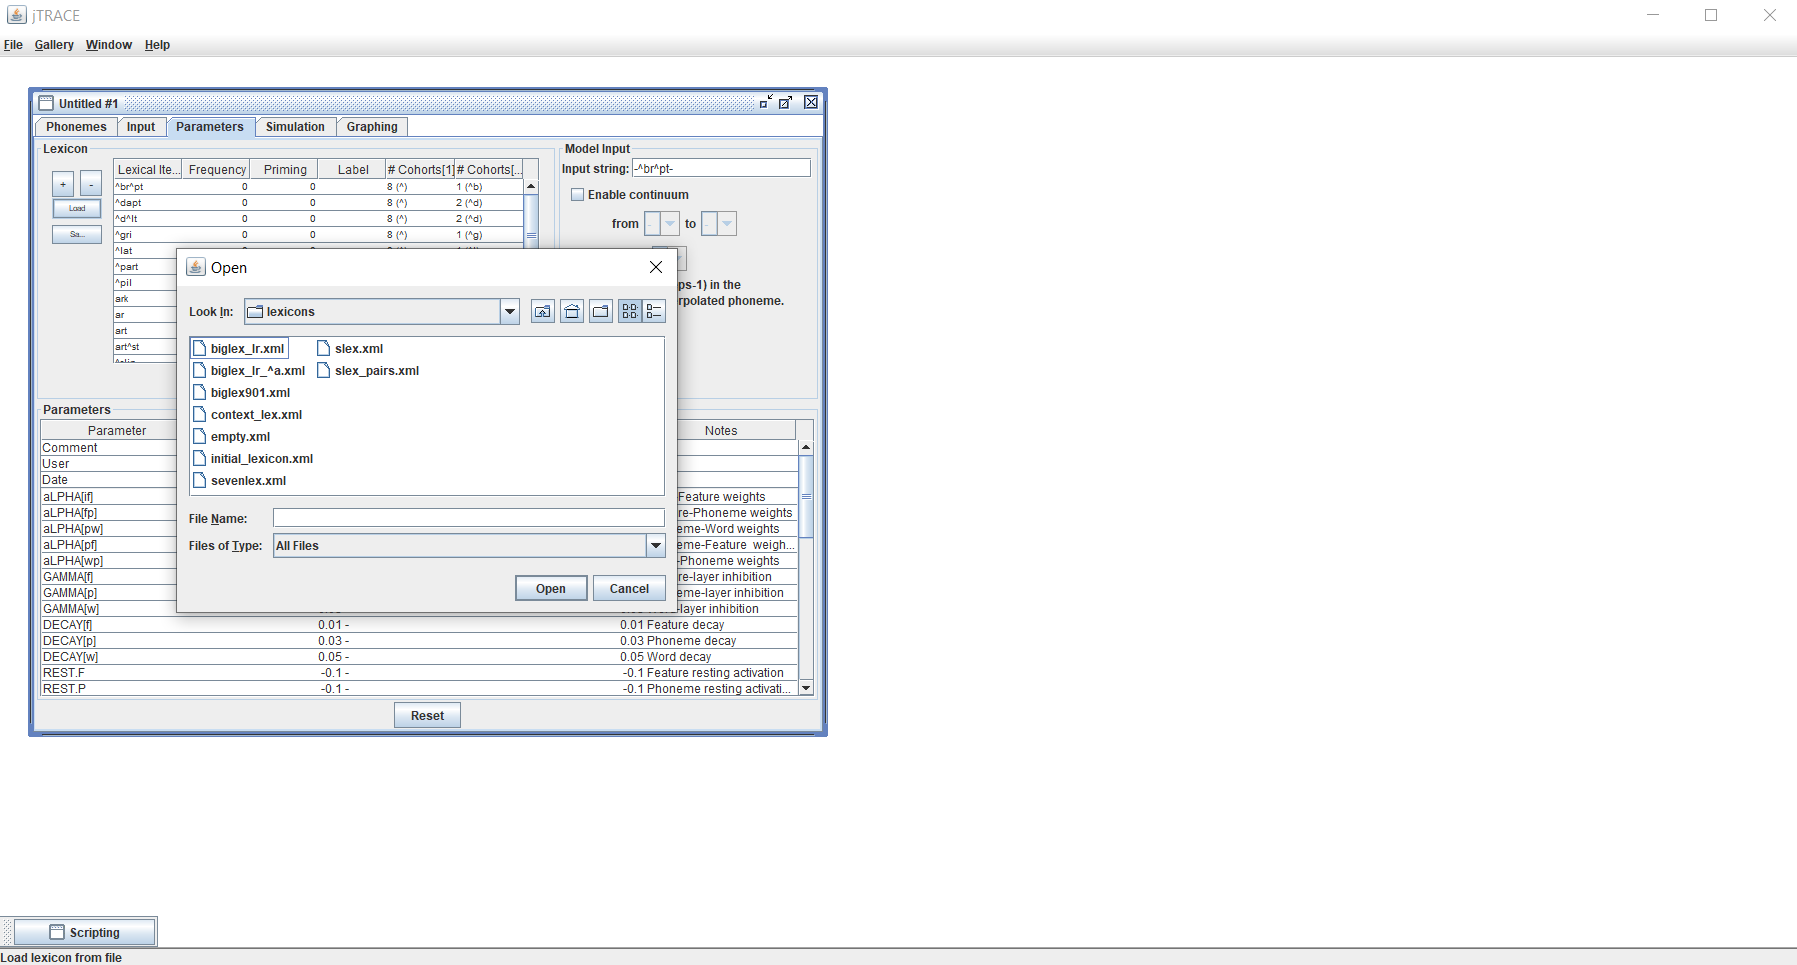 jTRACE
File Gallery Window Help
Untitled #1
Phonemes Input Parameters Simulation Graphing
Lexicon
+ -
Load
Sa...
Lexical Ite... Frequency Priming Label # Cohorts[1] # Cohorts[...
^br^pt 0 0 8 (^) 1 (^b)
^dapt 0 0 8 (^) 2 (^d)
^d^lt 0 0 8 (^) 2 (^d)
^gri 0 0 8 (^) 1 (^g)
^lat
^part
^pil
ark
ar
art
art^st
Model Input
Input string: -^br^pt-
Enable continuum
from - to -
ps-1) in the
rpolated phoneme.
Open
Look In: lexicons
biglex_lr.xml slex.xml
biglex_lr_^a.xml slex_pairs.xml
biglex901.xml
context_lex.xml
empty.xml
initial_lexicon.xml
sevenlex.xml
File Name:
Files of Type: All Files
Open Cancel
Parameters
Parameter Notes
Comment
User
Date
aLPHA[if] Feature weights
aLPHA[fp] re-Phoneme weights
aLPHA[pw] eme-Word weights
aLPHA[pf] eme-Feature weigh...
aLPHA[wp] -Phoneme weights
GAMMA[f] re-layer inhibition
GAMMA[p] eme-layer inhibition
GAMMA[w] -layer inhibition
DECAY[f] 0.01 - 0.01 Feature decay
DECAY[p] 0.03 - 0.03 Phoneme decay
DECAY[w] 0.05 - 0.05 Word decay
REST.F -0.1 - -0.1 Feature resting activation
REST.P -0.1 - -0.1 Phoneme resting activati...
Reset
Scripting
Load lexicon from file